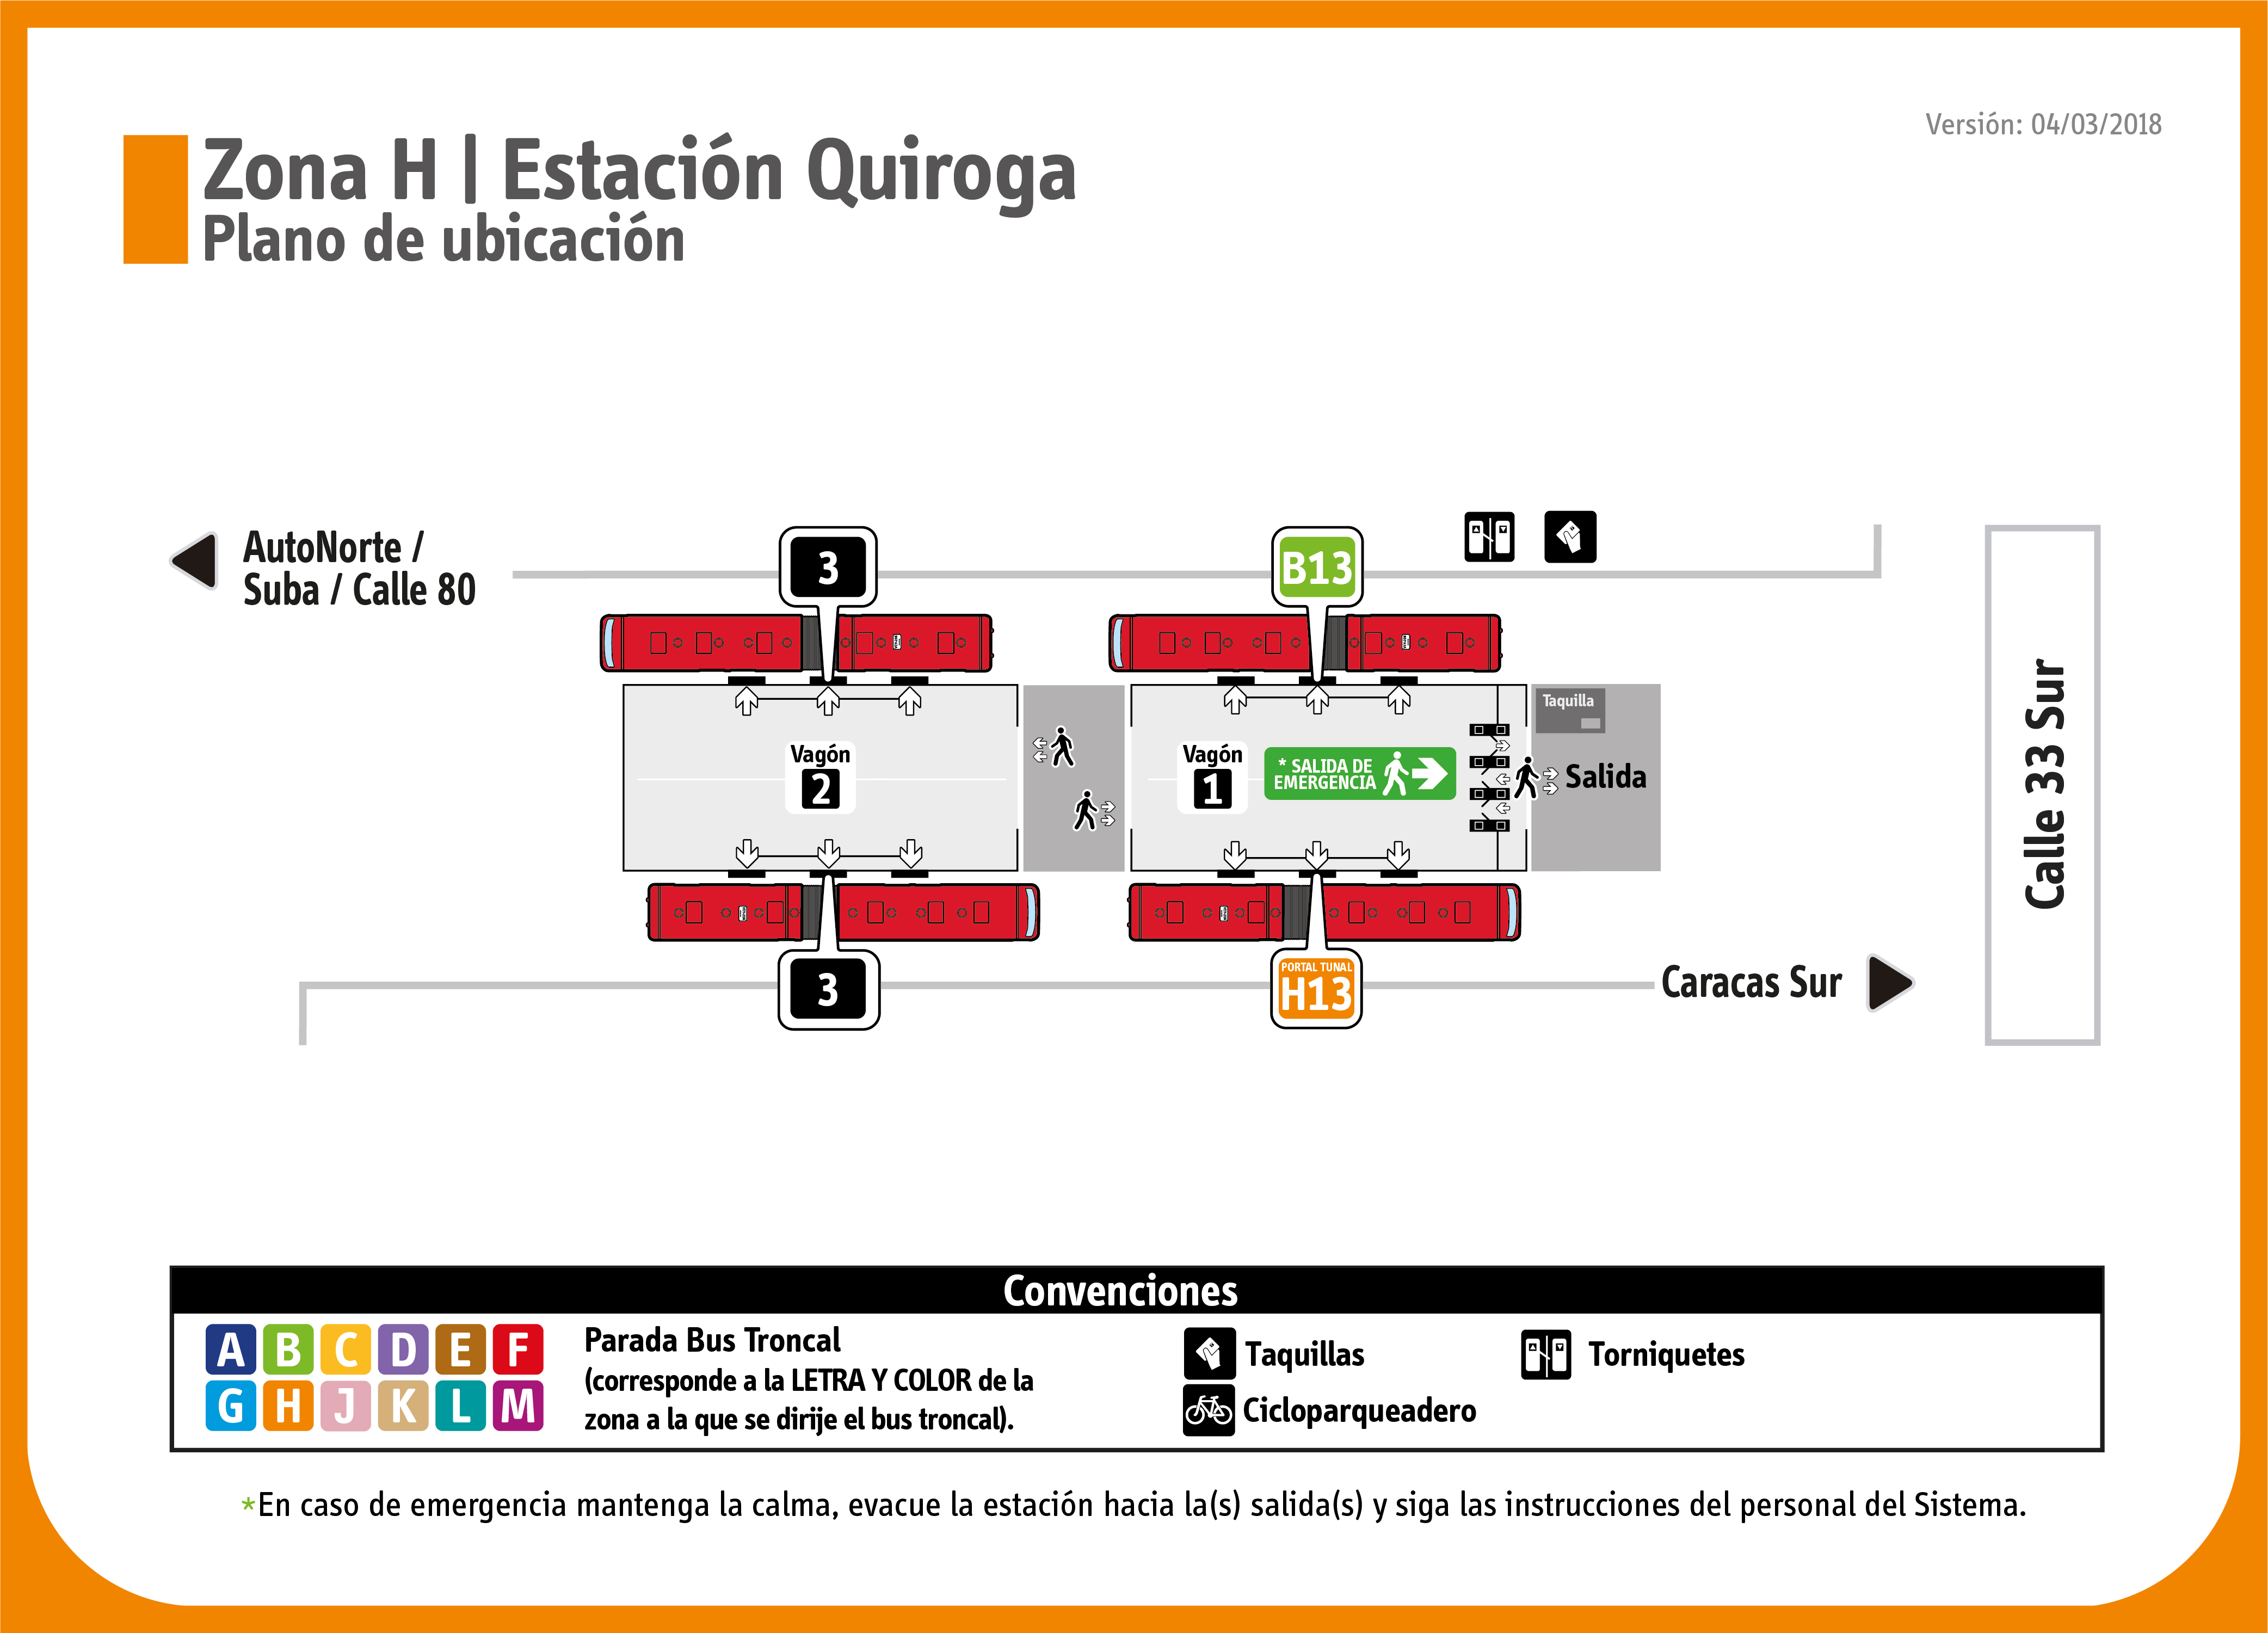 Versión: 04/03/2018
Zona H | Estación Quiroga
Plano de ubicación
AutoNorte /
Suba / Calle 80
3
B13
Taquilla
Vagón
2
Vagón
1
* SALIDA DE
EMERGENCIA
Salida
Calle 33 Sur
3
PORTAL TUNAL
H13
Caracas Sur
Convenciones
A B C D E F
G H J K L M
Parada Bus Troncal
(corresponde a la LETRA Y COLOR de la
zona a la que se dirije el bus troncal).
Taquillas
Cicloparqueadero
Torniquetes
*En caso de emergencia mantenga la calma, evacue la estación hacia la(s) salida(s) y siga las instrucciones del personal del Sistema.